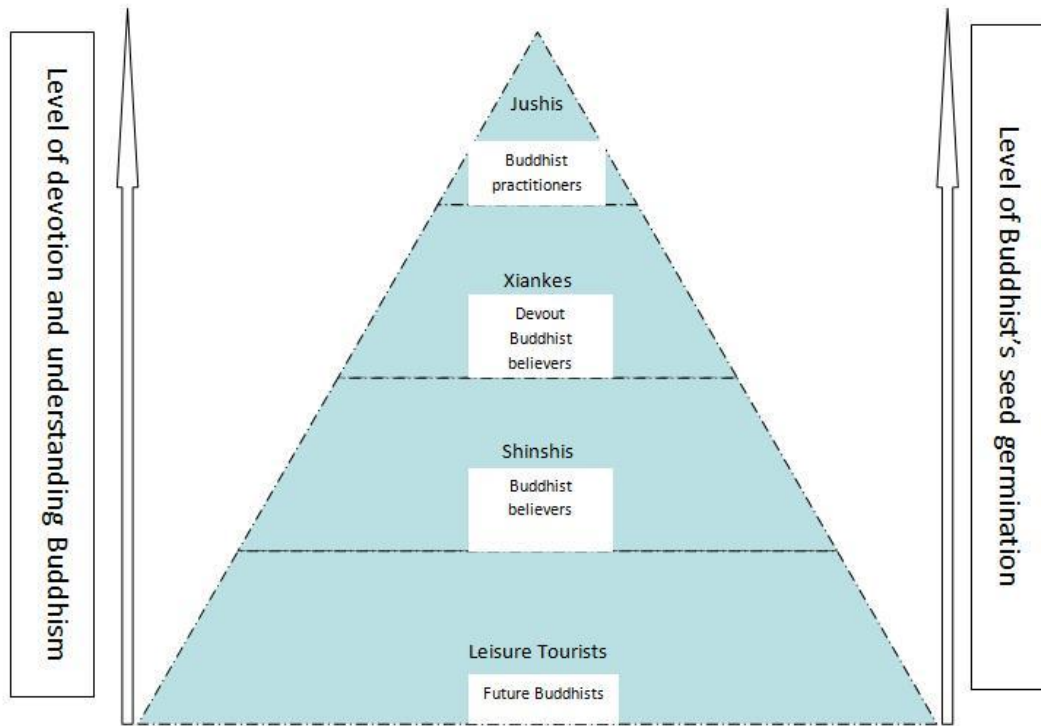 Level of devotion and understanding Buddhism
Jushis
Buddhist
practitioners
Xiankes
Devout
Buddhist
believers
Shinshis
Buddhist
believers
Leisure Tourists
Future Buddhists
Level of Buddhist's seed germination